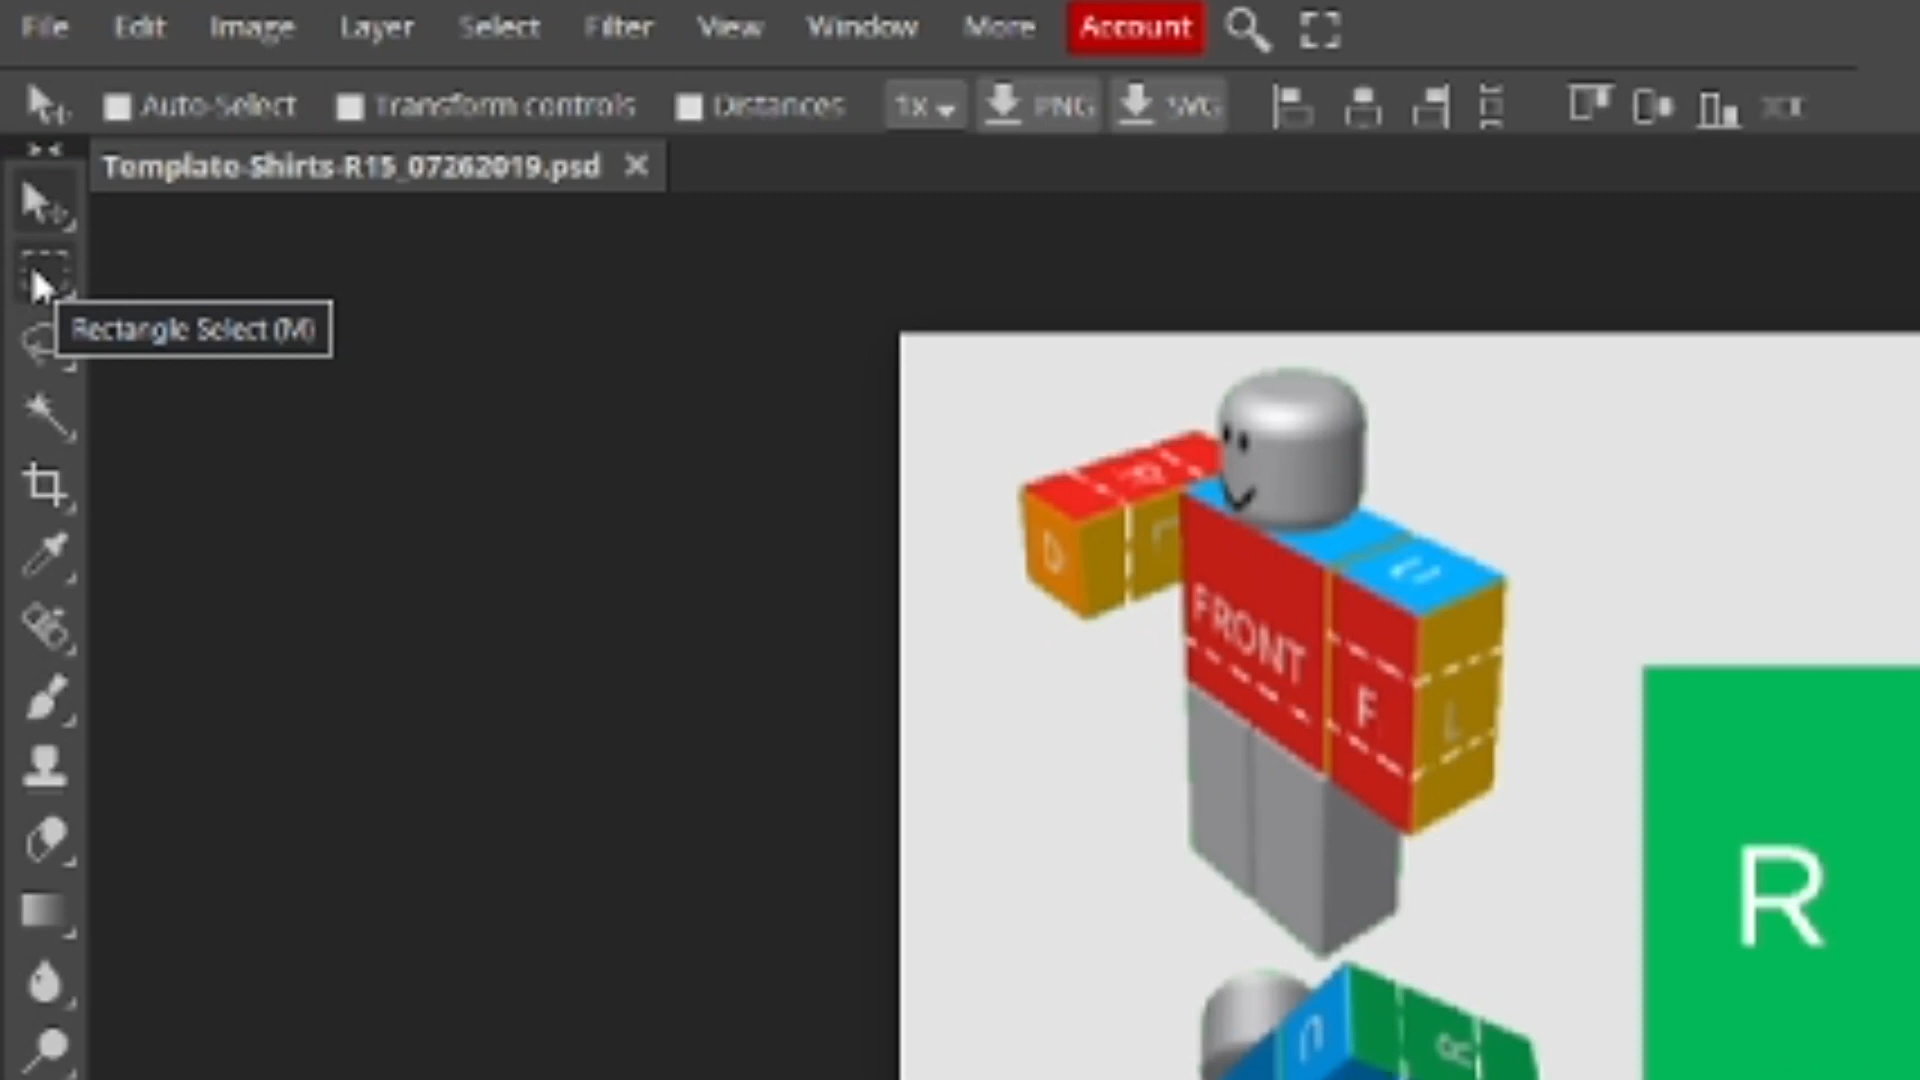 File Edit Image Layer Select Filter View Window More Account
Auto-Select Transform controls Distances 1x PNG SVG
Template-Shirts-R15_07262019.psd
Rectangle Select (M)
R
D L
U
FRONT
F L
R
U R